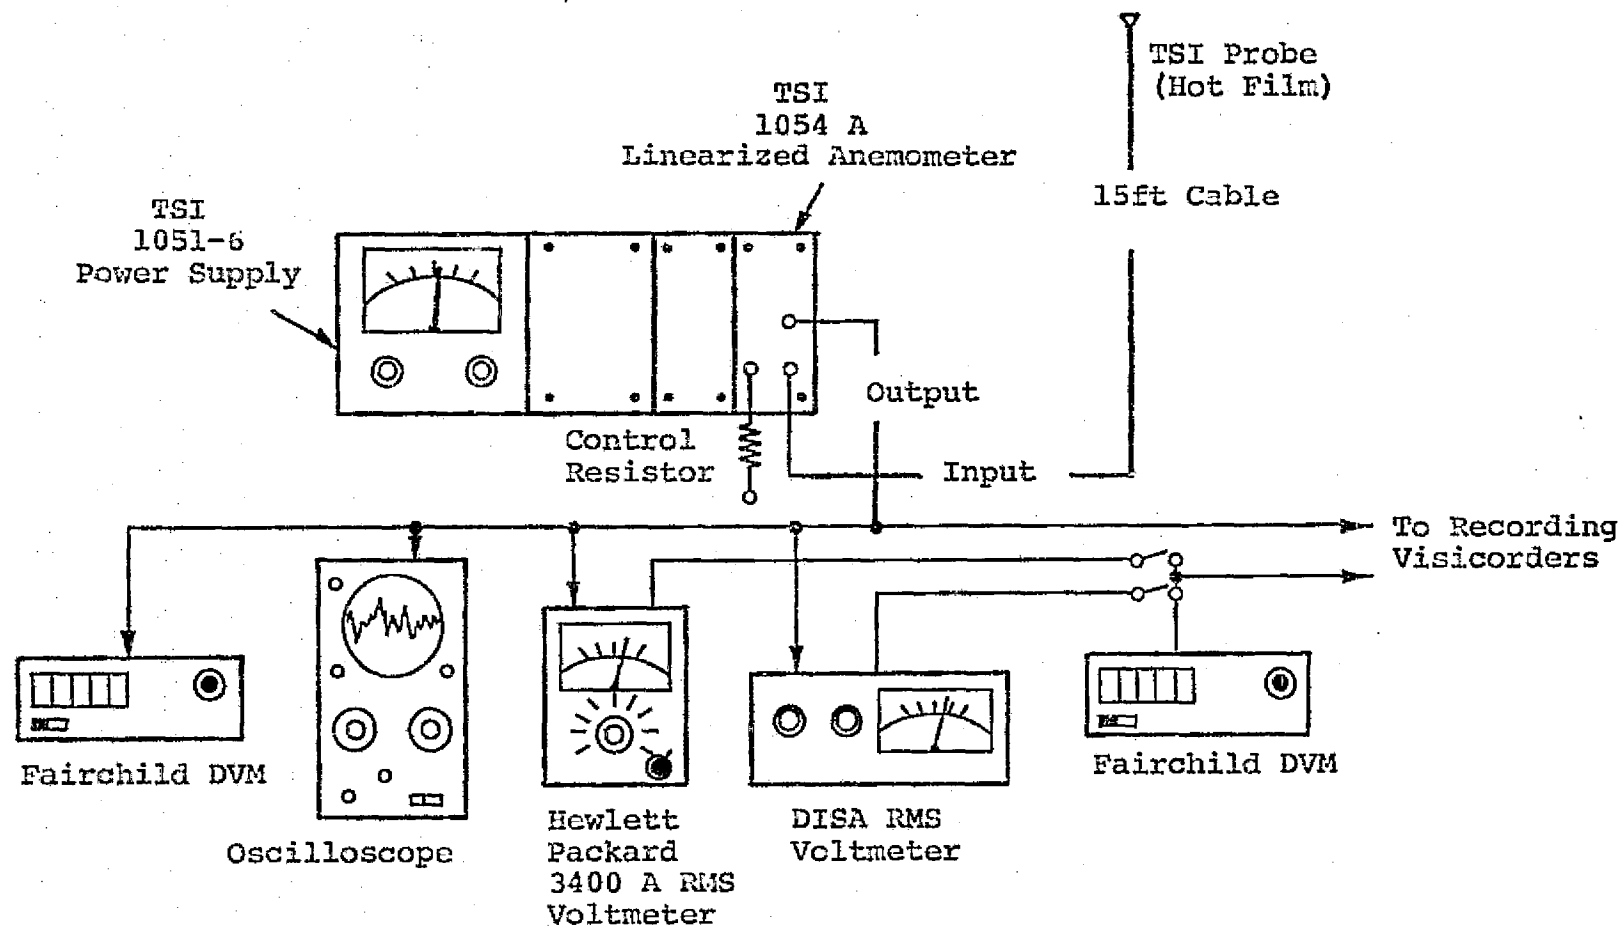 TSI Probe
(Hot Film)
TSI
1054 A
Linearized Anemometer
15ft Cable
TSI
1051-6
Power Supply
Output
Control
Resistor
Input
To Recording
Visicorders
Fairchild DVM
Oscilloscope
Hewlett
Packard
3400 A RMS
Voltmeter
DISA RMS
Voltmeter
Fairchild DVM